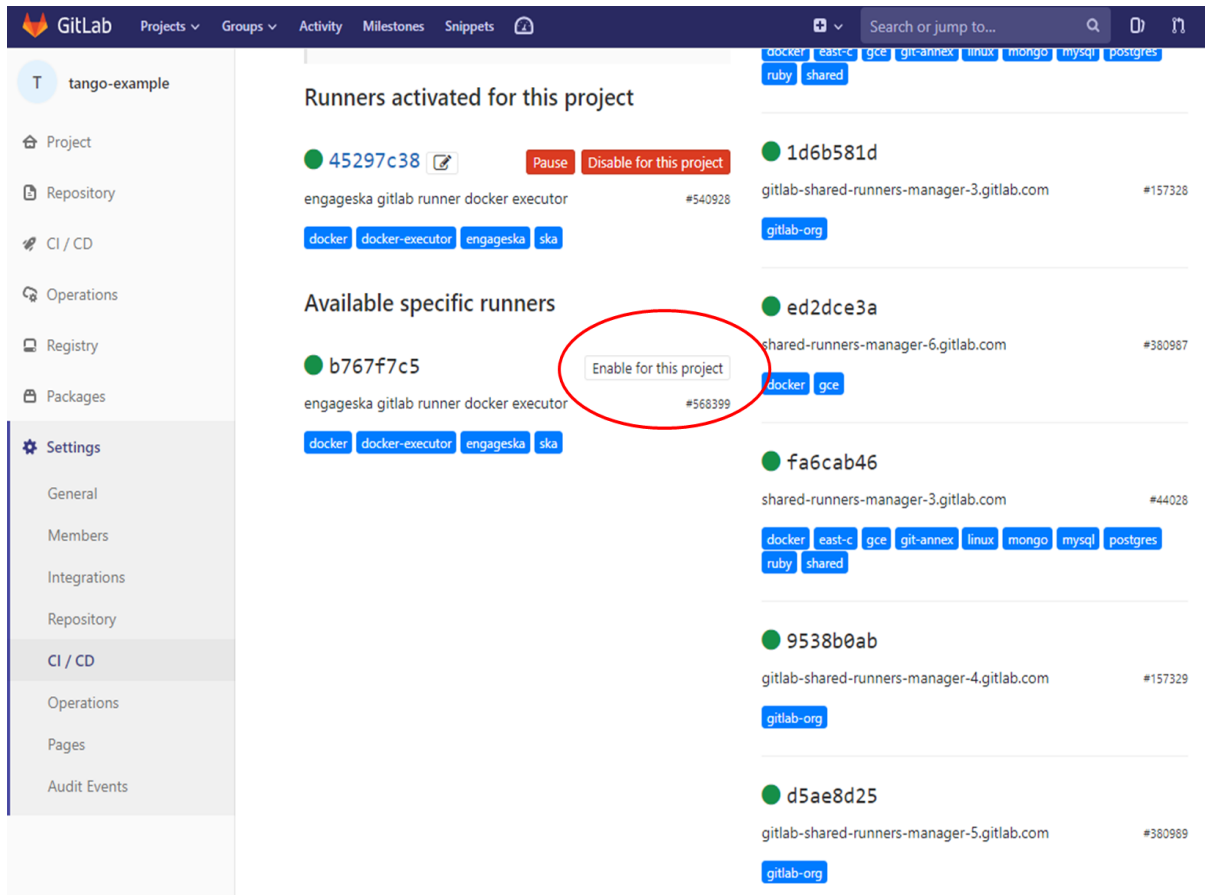 GitLab Projects Groups Activity Milestones Snippets Search or jump to...
T tango-example
Project
Repository
CI / CD
Operations
Registry
Packages
Settings
General
Members
Integrations
Repository
CI / CD
Operations
Pages
Audit Events
Runners activated for this project
45297c38 Pause Disable for this project
engageska gitlab runner docker executor #540928
docker docker-executor engageska ska
Available specific runners
b767f7c5 Enable for this project
engageska gitlab runner docker executor #568399
docker docker-executor engageska ska
docker east-c gce git-annex linux mongo mysql postgres
ruby shared
1d6b581d
gitlab-shared-runners-manager-3.gitlab.com #157328
gitlab-org
ed2dce3a
shared-runners-manager-6.gitlab.com #380987
docker gce
fa6cab46
shared-runners-manager-3.gitlab.com #44028
docker east-c gce git-annex linux mongo mysql postgres
ruby shared
9538b0ab
gitlab-shared-runners-manager-4.gitlab.com #157329
gitlab-org
d5ae8d25
gitlab-shared-runners-manager-5.gitlab.com #380989
gitlab-org